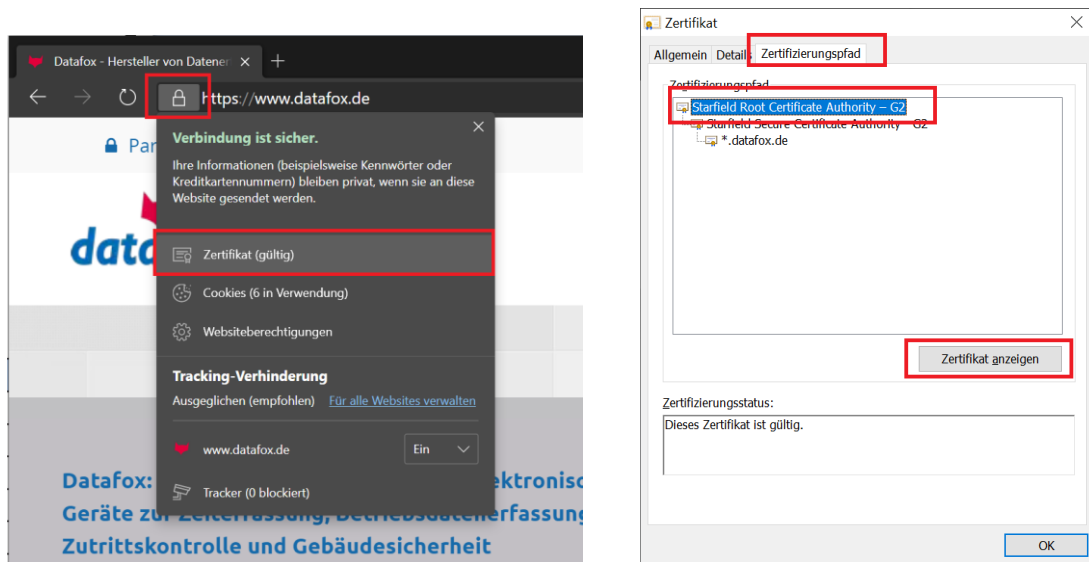 Datafox - Hersteller von Datener
https://www.datafox.de
Par
Verbindung ist sicher.
Ihre Informationen (beispielsweise Kennwörter oder
Kreditkartennummern) bleiben privat, wenn sie an diese
Website gesendet werden.
datc
Zertifikat (gültig)
Cookies (6 in Verwendung)
Websiteberechtigungen
Tracking-Verhinderung
Ausgeglichen (empfohlen) Für alle Websites verwalten
www.datafox.de Ein
Tracker (0 blockiert)
Datafox: ektronisc
Geräte zur Zeiterfassung, Betriebsdatenerfassung
Zutrittskontrolle und Gebäudesicherheit
Zertifikat
Allgemein Details Zertifizierungspfad
Zertifizierungspfad
Starfield Root Certificate Authority – G2
Starfield Secure Certificate Authority - G2
*.datafox.de
Zertifikat anzeigen
Zertifizierungsstatus:
Dieses Zertifikat ist gültig.
OK